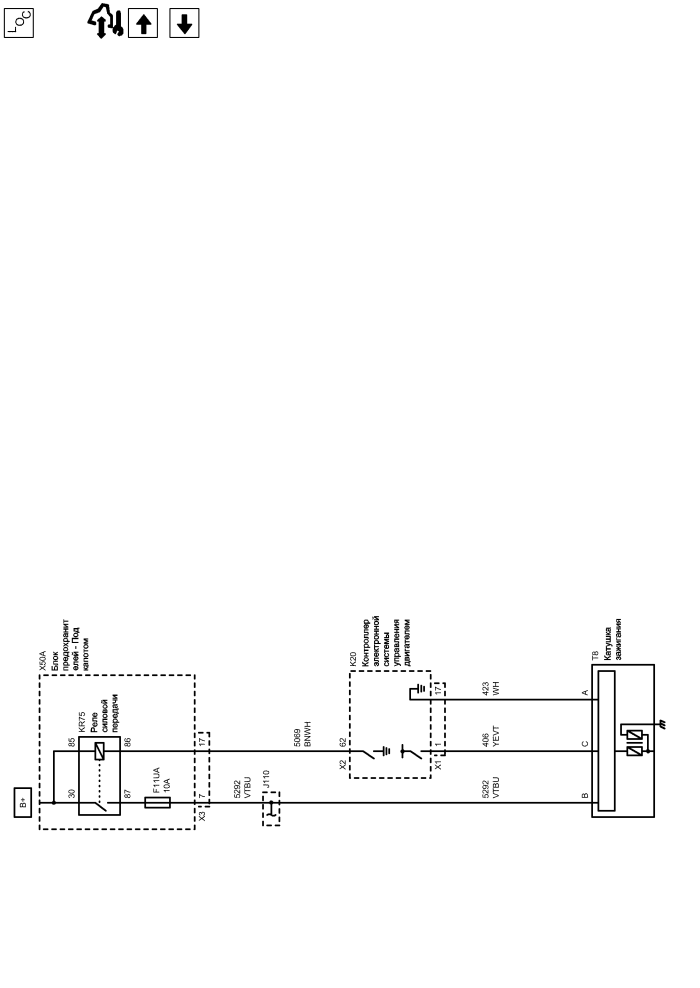 LOC
B+
X50A
Блок
предохранит
елей - Под
капотом
KR75
Реле
силовой
передачи
30
85
87
86
F11UA
10A
X3
7
17
5292
VTBU
J110
5069
BNWH
K20
Контроллер
электронной
системы
управления
двигателем
X2
62
X1
1
17
5292
VTBU
406
YEVT
423
WH
B
C
A
T8
Катушка
зажигания